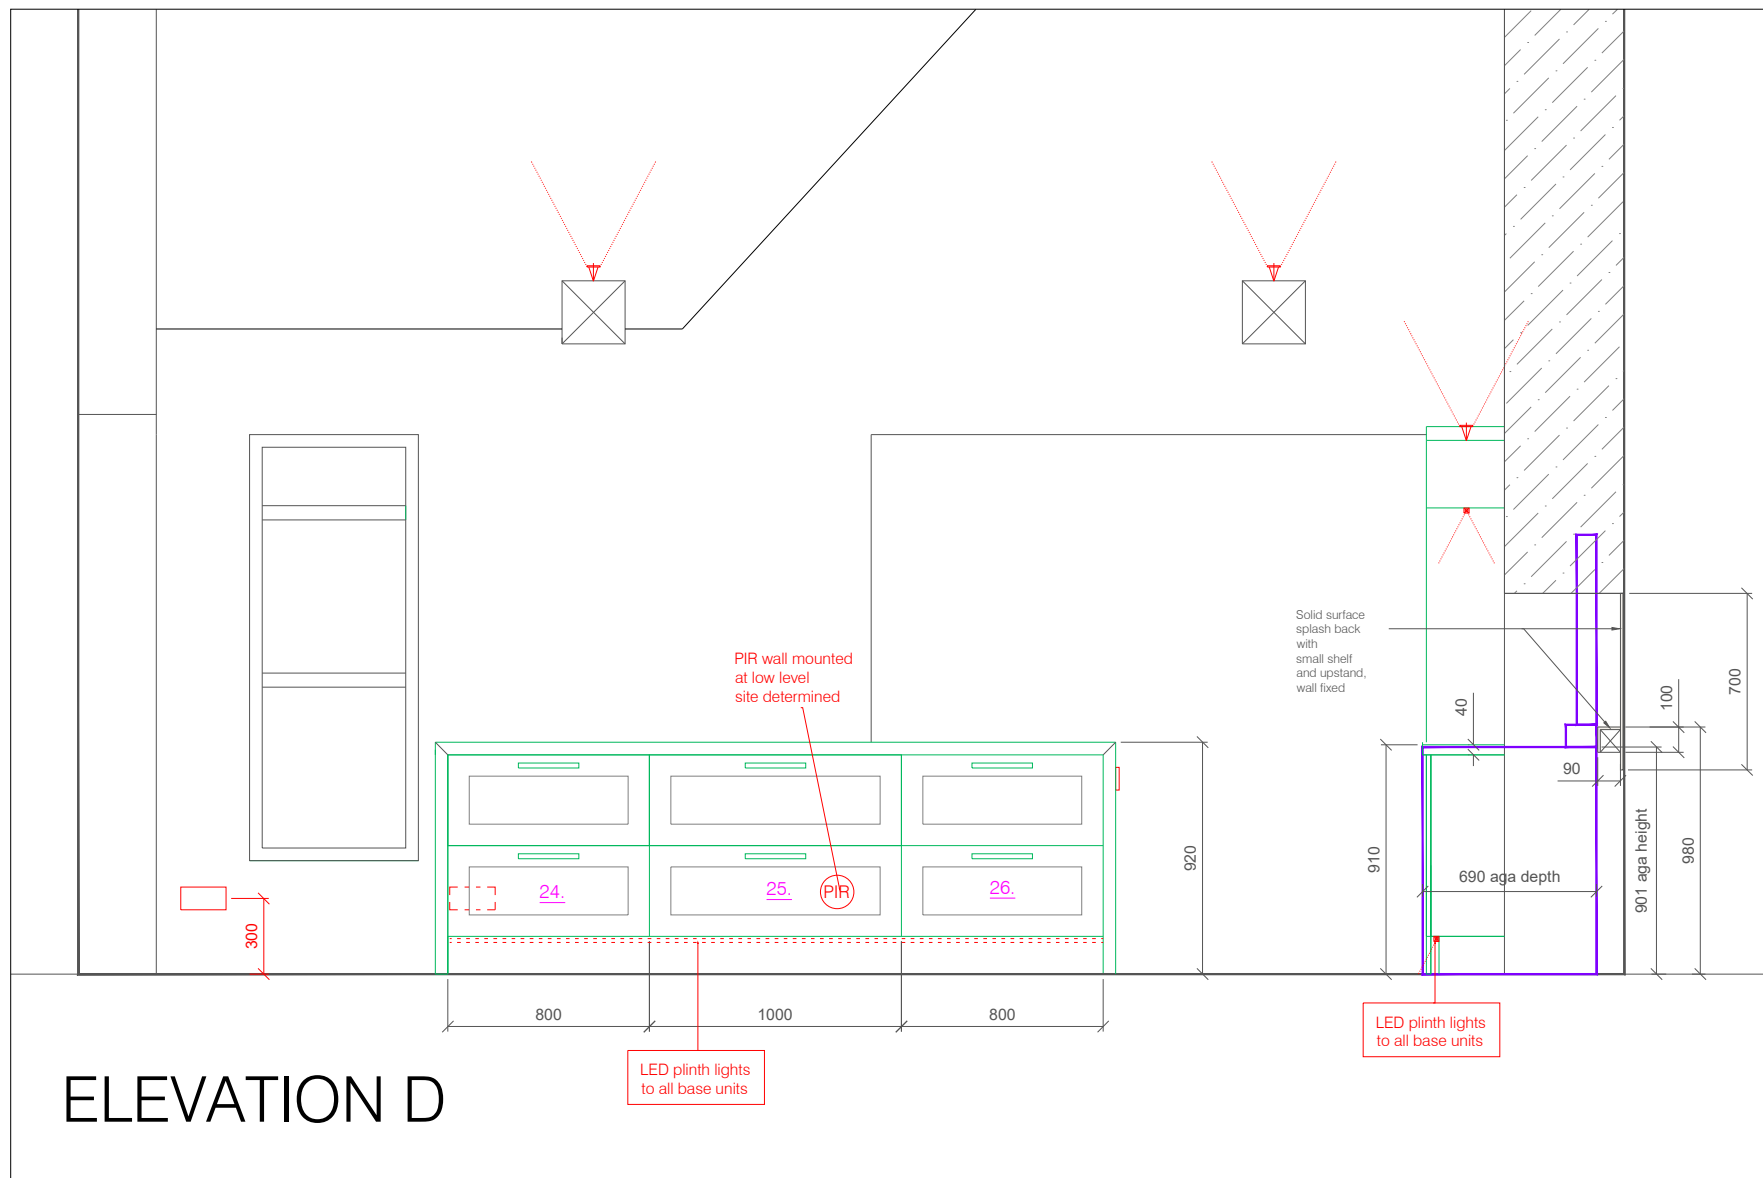 PIR wall mounted
at low level
site determined
Solid surface
splash back
with
small shelf
and upstand,
wall fixed
40
100
700
90
920
910
690 aga depth
901 aga height
980
24.
25.
PIR
26.
300
800
1000
800
LED plinth lights
to all base units
LED plinth lights
to all base units
ELEVATION D